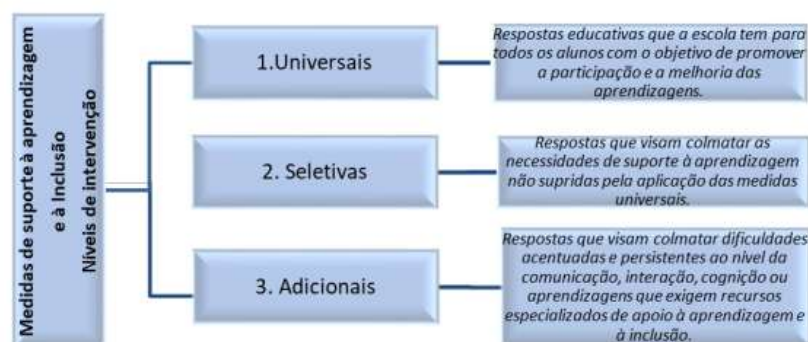 Medidas de suporte à aprendizagem
e à Inclusão
Níveis de intervenção
1.Universais
Respostas educativas que a escola tem para
todos os alunos com o objetivo de promover
a participação e a melhoria das
aprendizagens.
2. Seletivas
Respostas que visam colmatar as
necessidades de suporte à aprendizagem
não supridas pela aplicação das medidas
universais.
3. Adicionais
Respostas que visam colmatar dificuldades
acentuadas e persistentes ao nível da
comunicação, interação, cognição ou
aprendizagens que exigem recursos
especializados de apoio à aprendizagem e
à inclusão.